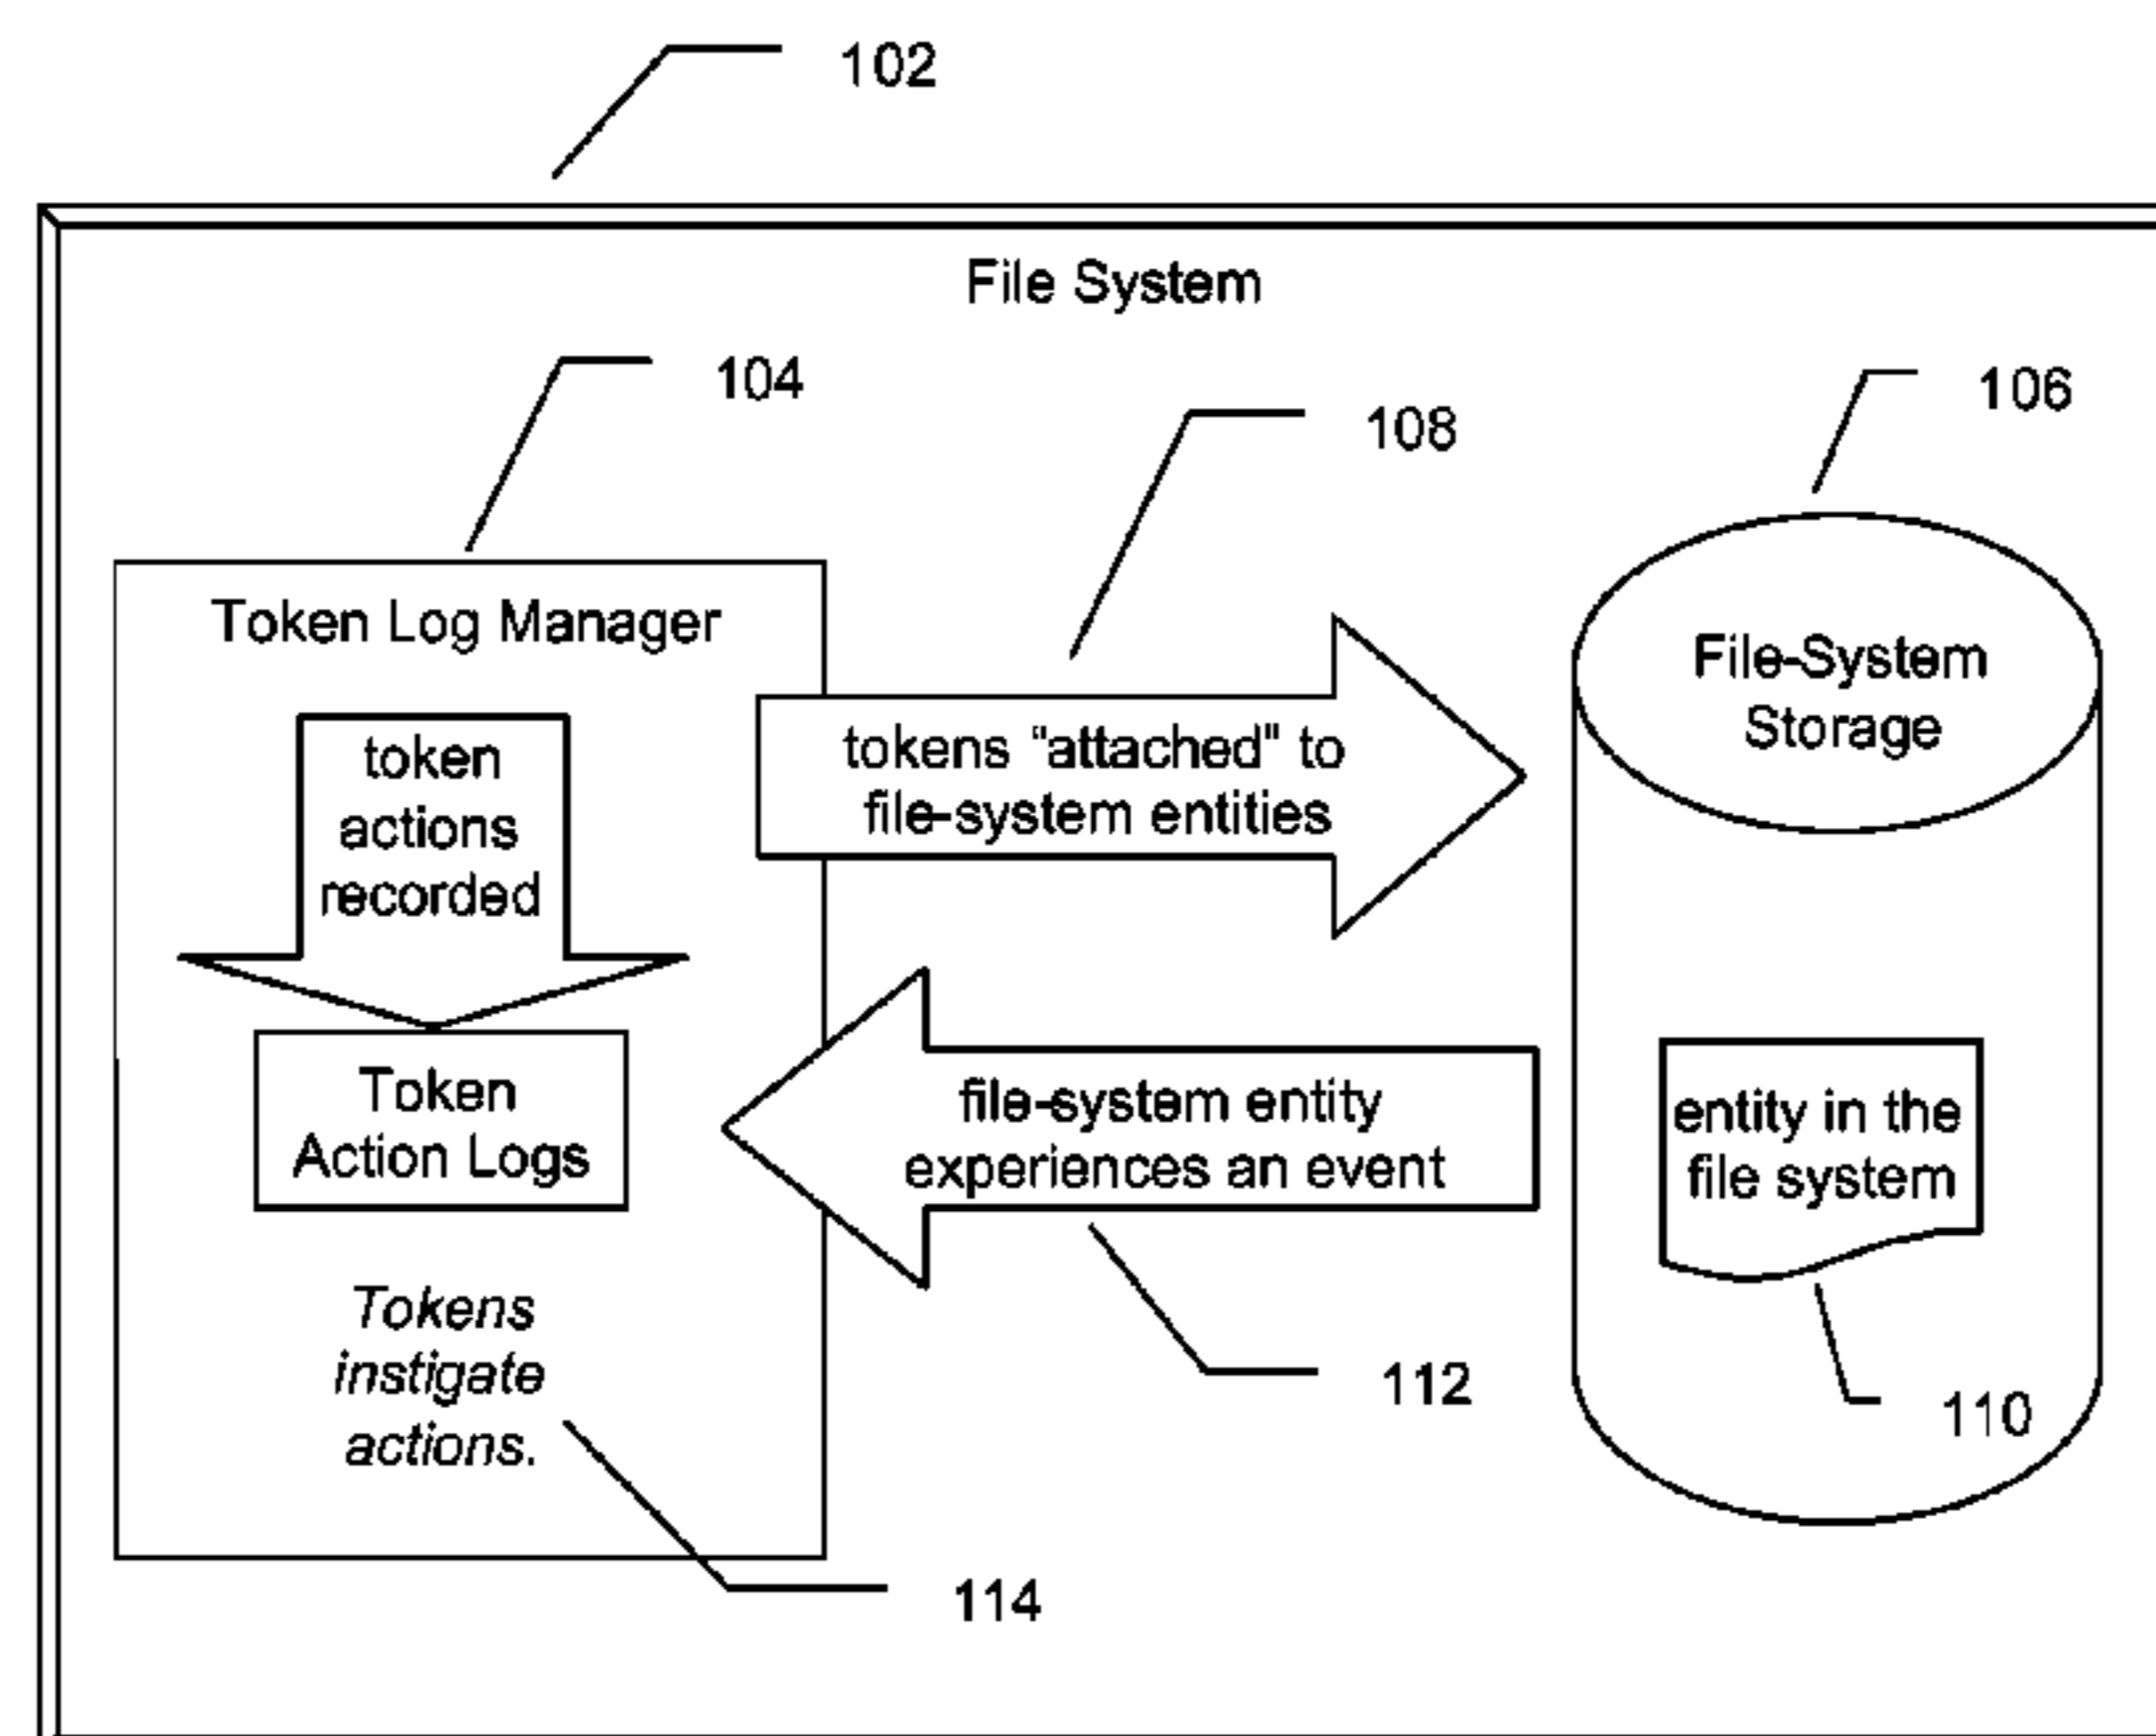 102
File System
104
108
106
Token Log Manager
token
actions
recorded
tokens "attached" to
file-system entities
File-System
Storage
Token
Action Logs
file-system entity
experiences an event
entity in the
file system
Tokens
instigate
actions.
112
110
114